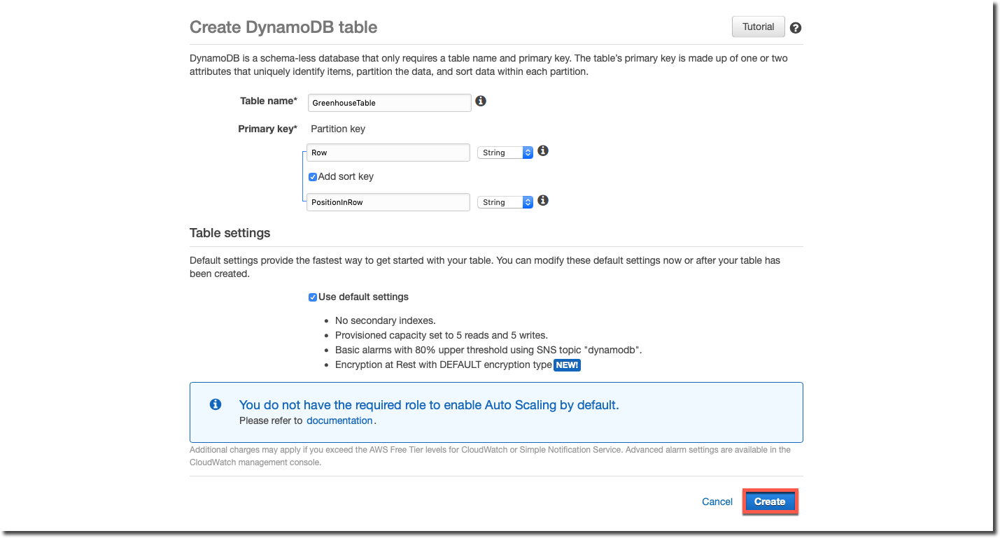 Create DynamoDB table
Tutorial
DynamoDB is a schema-less database that only requires a table name and primary key. The table's primary key is made up of one or two
attributes that uniquely identify items, partition the data, and sort data within each partition.
Table name*
GreenhouseTable
Primary key*
Partition key
Row
String
Add sort key
PositionInRow
String
Table settings
Default settings provide the fastest way to get started with your table. You can modify these default settings now or after your table has
been created.
Use default settings
• No secondary indexes.
• Provisioned capacity set to 5 reads and 5 writes.
• Basic alarms with 80% upper threshold using SNS topic "dynamodb".
• Encryption at Rest with DEFAULT encryption type NEW!
You do not have the required role to enable Auto Scaling by default.
Please refer to documentation.
Additional charges may apply if you exceed the AWS Free Tier levels for CloudWatch or Simple Notification Service. Advanced alarm settings are available in the
CloudWatch management console.
Cancel
Create